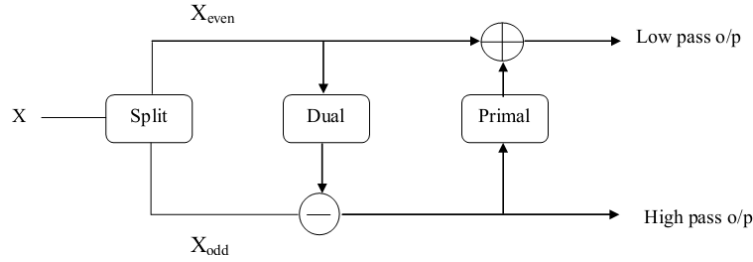 X_even
Low pass o/p
X
Split
Dual
Primal
High pass o/p
X_odd